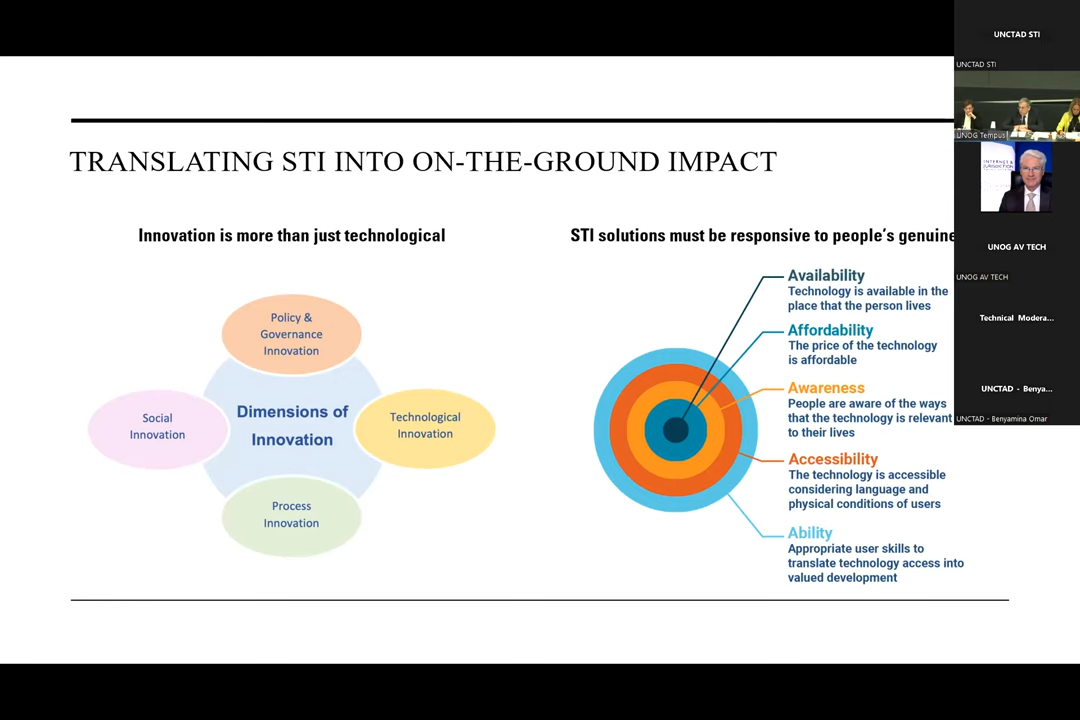 TRANSLATING STI INTO ON-THE-GROUND IMPACT
Innovation is more than just technological
Policy &
Governance
Innovation
Social
Innovation
Dimensions of
Innovation
Technological
Innovation
Process
Innovation
STI solutions must be responsive to people's genuine
Availability
Technology is available in the
place that the person lives
Affordability
The price of the technology
is affordable
Awareness
People are aware of the ways
that the technology is relevant
to their lives
Accessibility
The technology is accessible
considering language and
physical conditions of users
Ability
Appropriate user skills to
translate technology access into
valued development
UNCTAD STI
UNCTAD STI
UNOG Tempus
INTERNET &
JURISDICTION
UNOG AV TECH
UNOG AV TECH
Technical Modera...
UNCTAD - Benya...
UNCTAD - Benyamina Omar